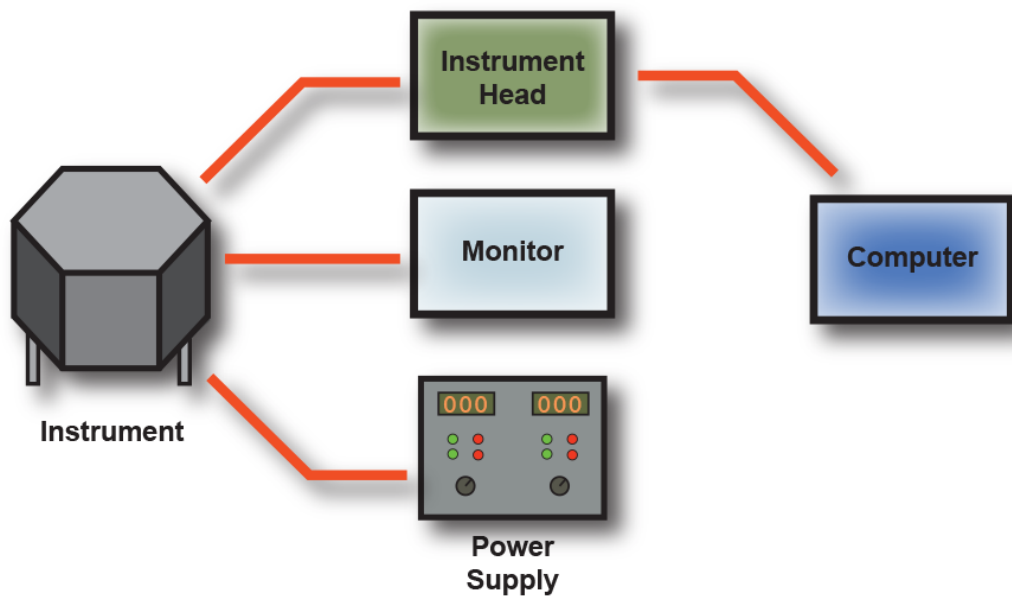 Instrument
Head
Monitor
Computer
000 000
Instrument
Power
Supply